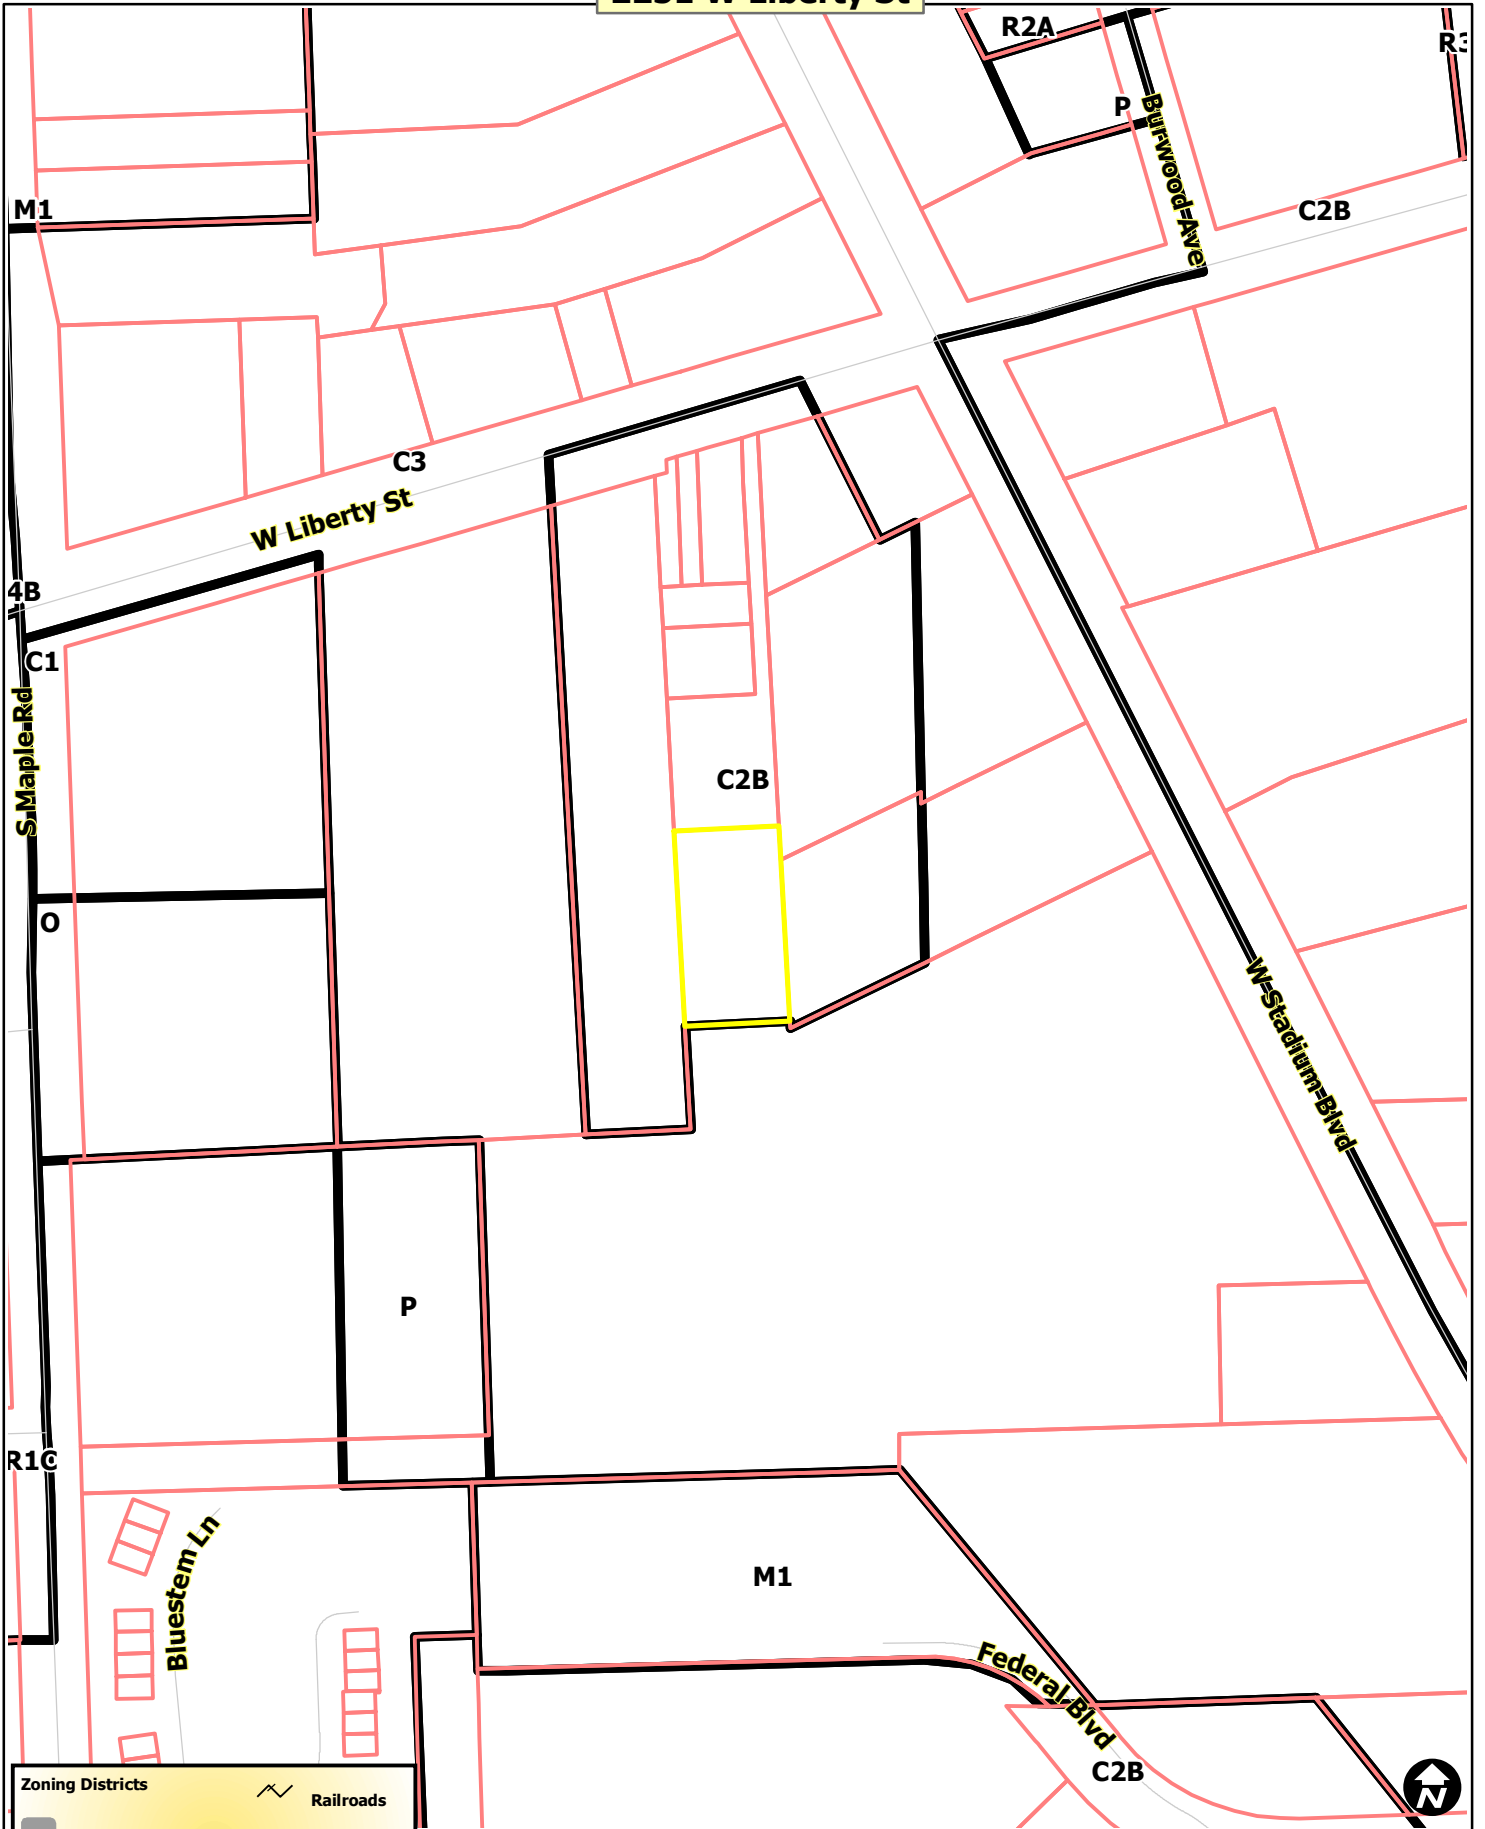 R2A
P
Burwood Ave
M1
C2B
C3
W Liberty St
4B
C1
S Maple Rd
C2B
O
W Stadium Blvd
P
R1C
Bluestem Ln
M1
Federal Blvd
C2B
Zoning Districts
Railroads
N